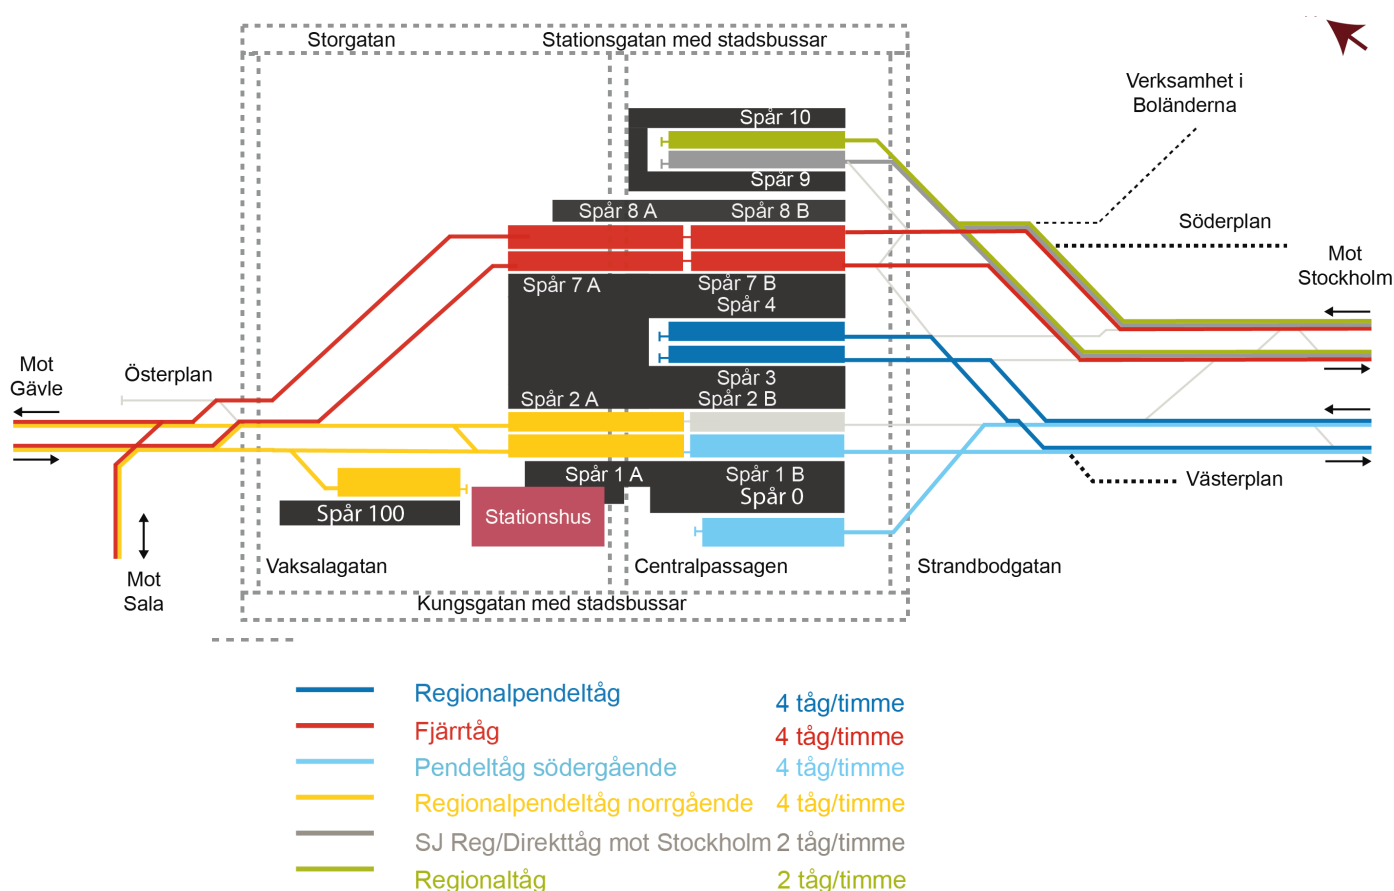 Storgatan
Stationsgatan med stadsbussar
Verksamhet i
Boländerna
Spår 10
Spår 9
Spår 8 A
Spår 8 B
Söderplan
Mot
Stockholm
Spår 7 A
Spår 7 B
Spår 4
Mot
Gävle
Österplan
Spår 3
Spår 2 A
Spår 2 B
Spår 1 A
Spår 1 B
Spår 0
Västerplan
Spår 100
Stationshus
Mot
Sala
Vaksalagatan
Centralpassagen
Strandbodgatan
Kungsgatan med stadsbussar
Regionalpendeltåg 4 tåg/timme
Fjärrtåg 4 tåg/timme
Pendeltåg södergående 4 tåg/timme
Regionalpendeltåg norrgående 4 tåg/timme
SJ Reg/Direkttåg mot Stockholm 2 tåg/timme
Regionaltåg 2 tåg/timme